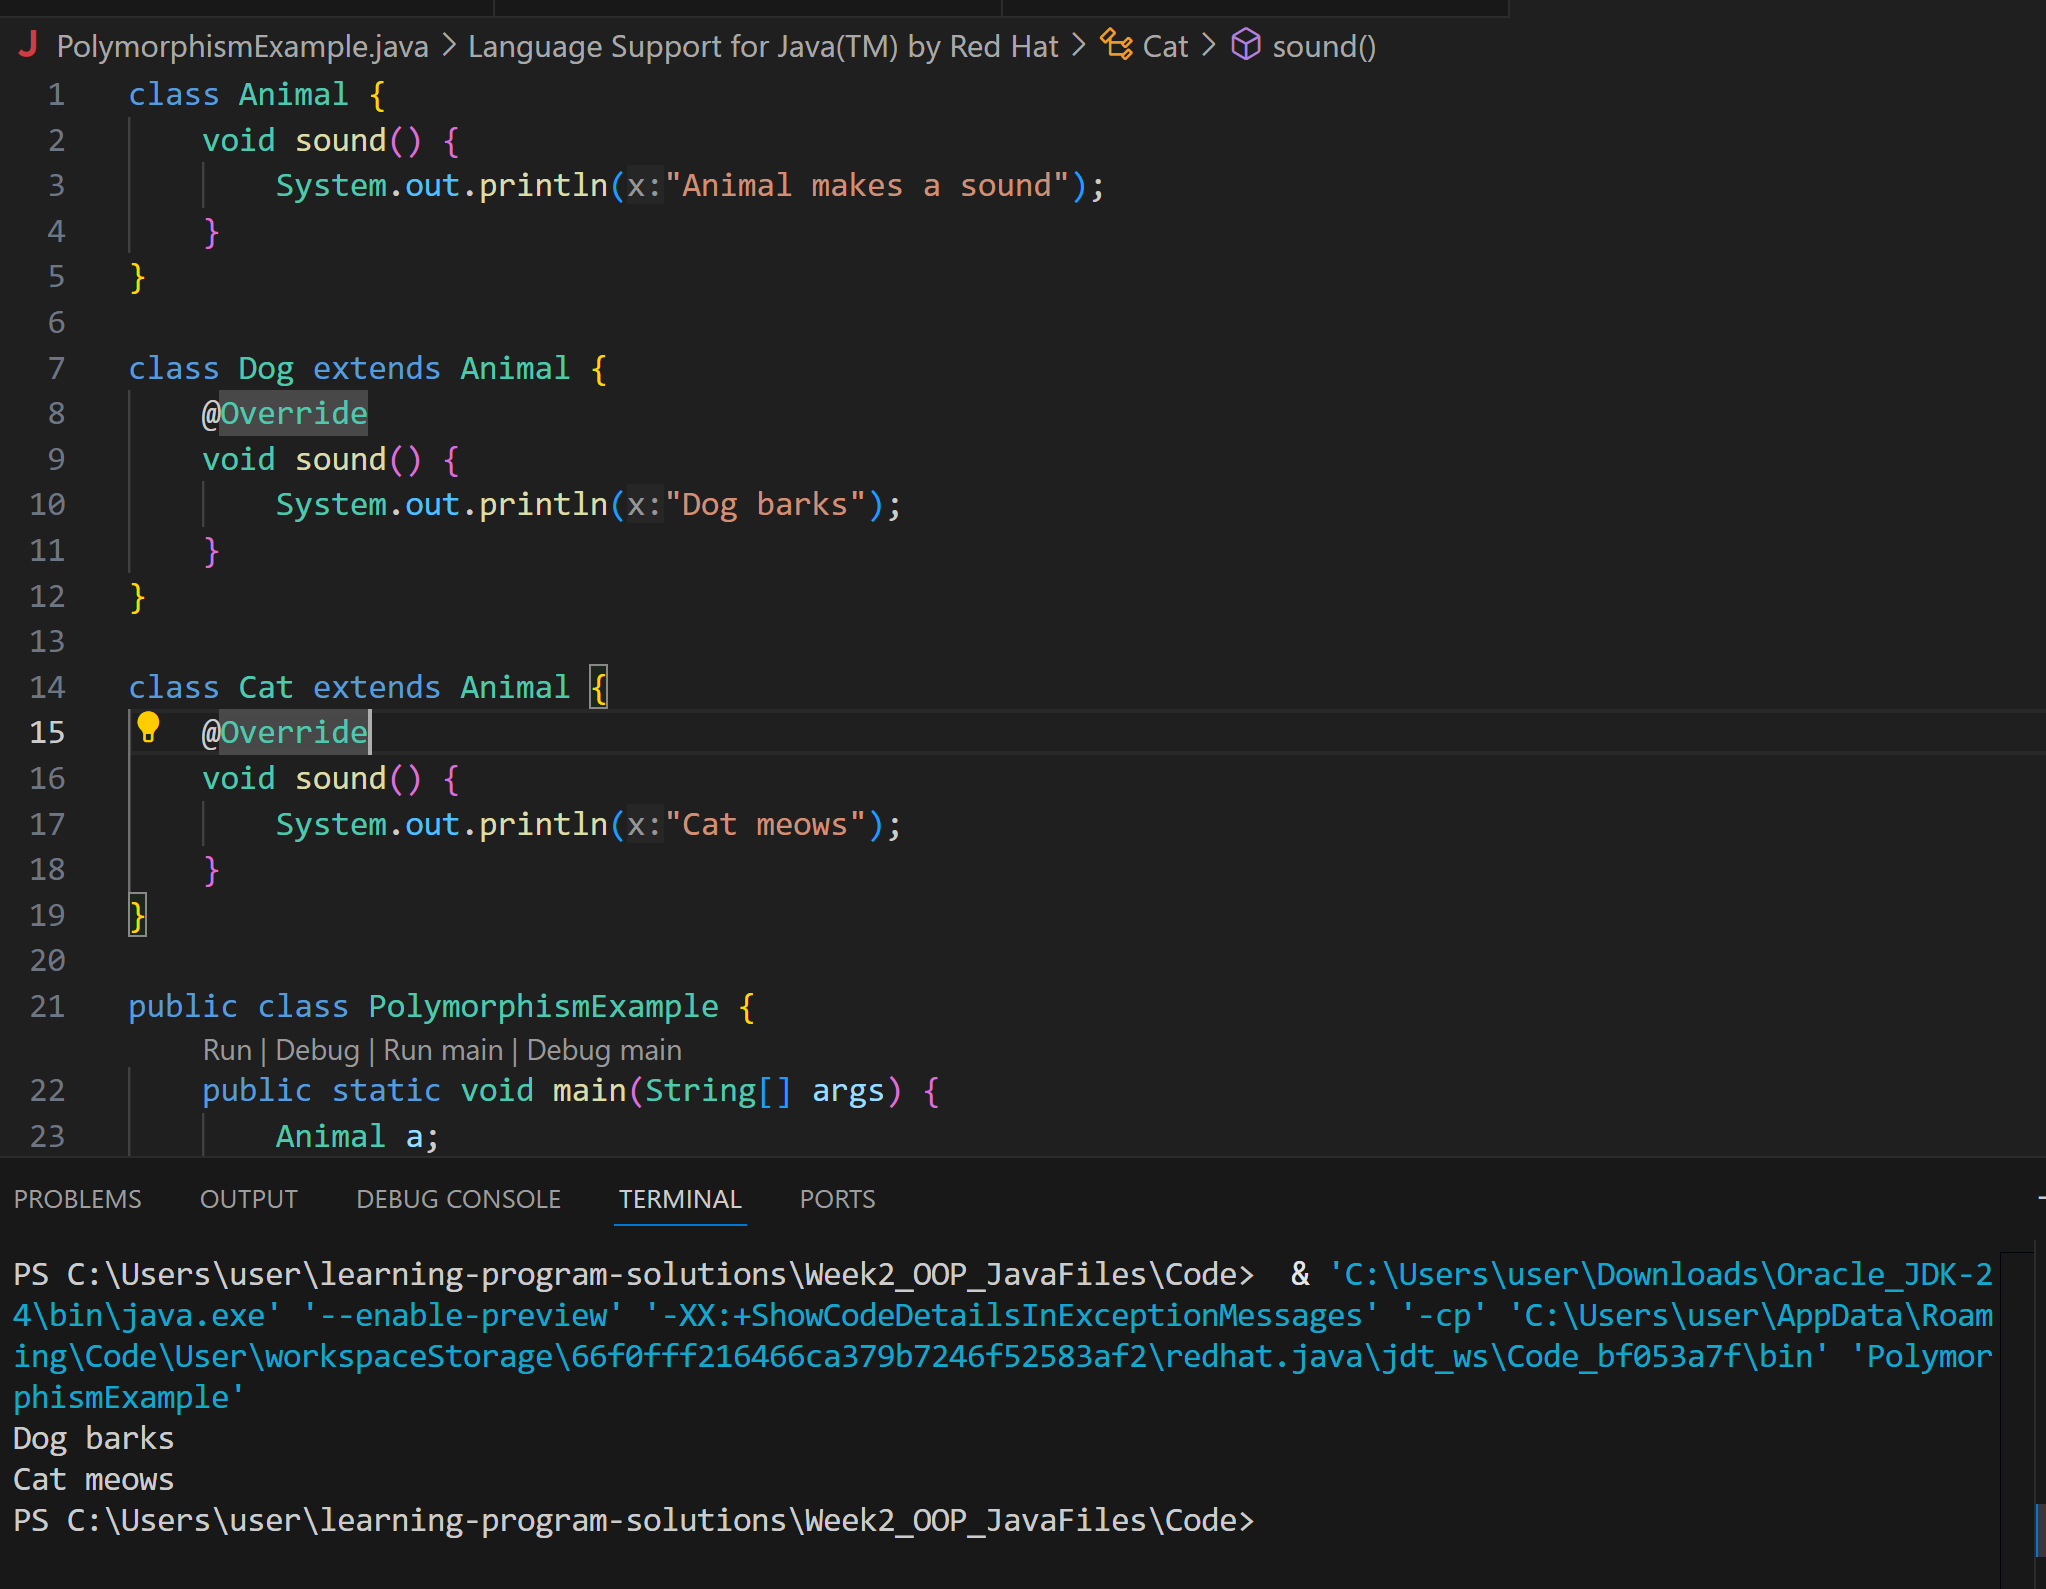 PolymorphismExample.java > Language Support for Java(TM) by Red Hat > Cat > sound()
1 class Animal {
2 void sound() {
3 System.out.println(x:"Animal makes a sound");
4 }
5 }
6
7 class Dog extends Animal {
8 @Override
9 void sound() {
10 System.out.println(x:"Dog barks");
11 }
12 }
13
14 class Cat extends Animal {
15 @Override
16 void sound() {
17 System.out.println(x:"Cat meows");
18 }
19 }
20
21 public class PolymorphismExample {
Run | Debug | Run main | Debug main
22 public static void main(String[] args) {
23 Animal a;
PROBLEMS OUTPUT DEBUG CONSOLE TERMINAL PORTS
PS C:\Users\user\learning-program-solutions\Week2_OOP_JavaFiles\Code>  & 'C:\Users\user\Downloads\Oracle_JDK-2
4\bin\java.exe' '--enable-preview' '-XX:+ShowCodeDetailsInExceptionMessages' '-cp' 'C:\Users\user\AppData\Roam
ing\Code\User\workspaceStorage\66f0fff216466ca379b7246f52583af2\redhat.java\jdt_ws\Code_bf053a7f\bin' 'Polymor
phismExample'
Dog barks
Cat meows
PS C:\Users\user\learning-program-solutions\Week2_OOP_JavaFiles\Code>